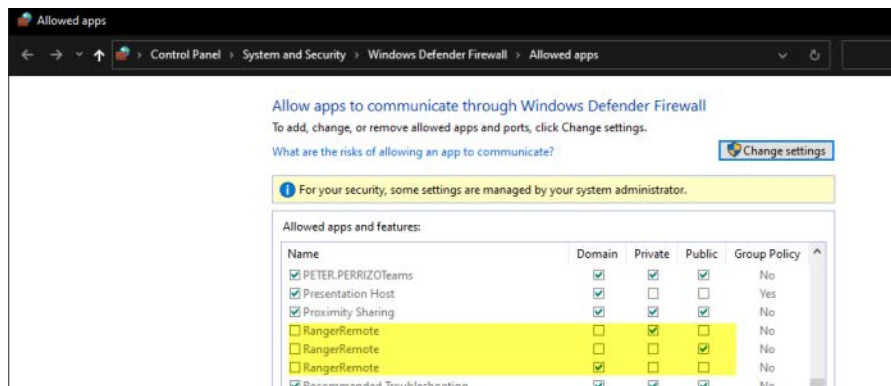 Allowed apps
Control Panel > System and Security > Windows Defender Firewall > Allowed apps
Allow apps to communicate through Windows Defender Firewall
To add, change, or remove allowed apps and ports, click Change settings.
What are the risks of allowing an app to communicate? Change settings
For your security, some settings are managed by your system administrator.
Allowed apps and features:
Name Domain Private Public Group Policy
PETER.PERRIZOTeams No
Presentation Host Yes
Proximity Sharing No
RangerRemote No
RangerRemote No
RangerRemote No
Recommended Troubleshooting No